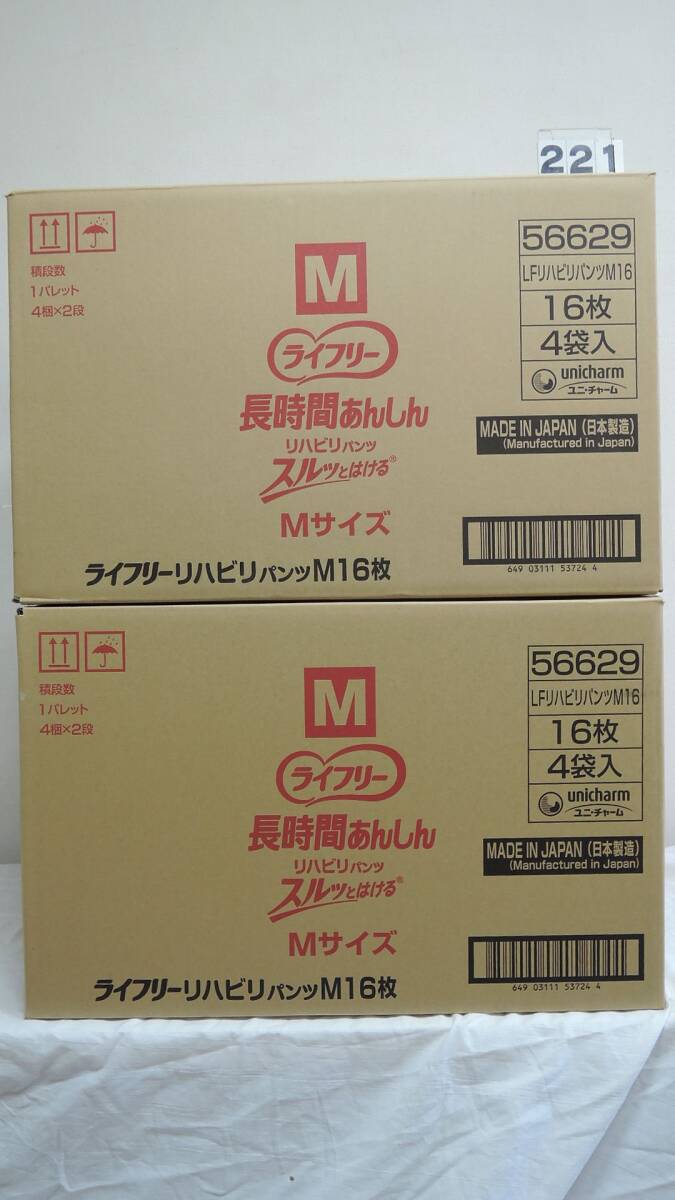 221
積段数
1パレット
4梱×2段
M
ライフリー
長時間あんしん
リハビリパンツ
スルッとはける®
Mサイズ
ライフリーリハビリパンツM16枚
56629
LFリハビリパンツM16
16枚
4袋入
unicharm
ユニ・チャーム
MADE IN JAPAN（日本製造）
(Manufactured in Japan)
649 03111 53724 4
積段数
1パレット
4梱×2段
M
ライフリー
長時間あんしん
リハビリパンツ
スルッとはける®
Mサイズ
ライフリーリハビリパンツM16枚
56629
LFリハビリパンツM16
16枚
4袋入
unicharm
ユニ・チャーム
MADE IN JAPAN（日本製造）
(Manufactured in Japan)
649 03111 53724 4